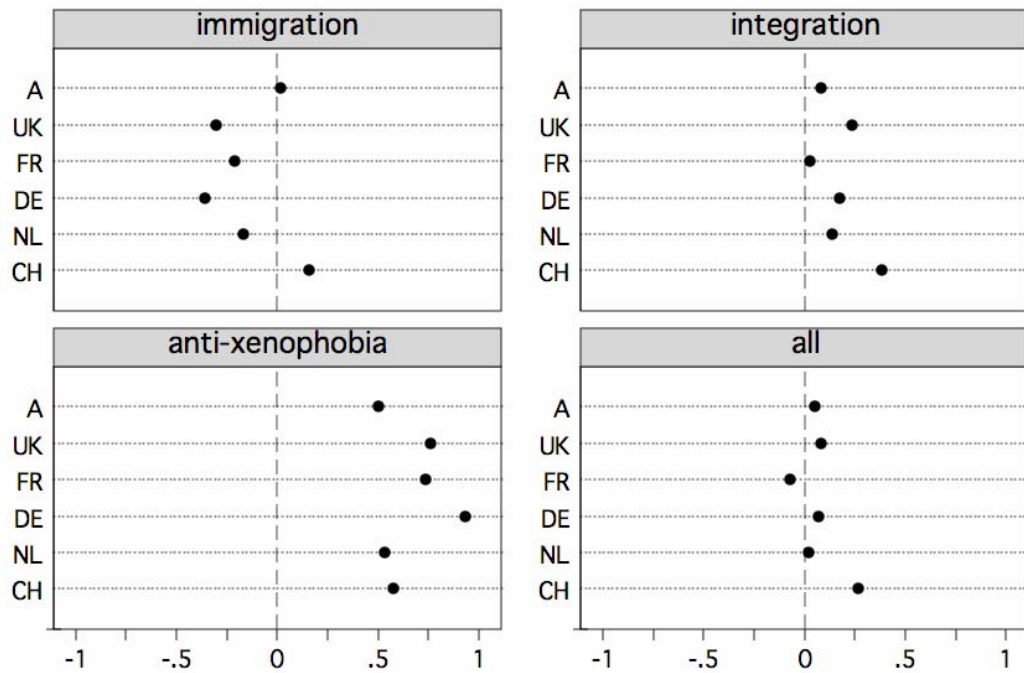 immigration
A
UK
FR
DE
NL
CH
integration
A
UK
FR
DE
NL
CH
anti-xenophobia
A
UK
FR
DE
NL
CH
-1 -.5 0 .5 1
all
A
UK
FR
DE
NL
CH
-1 -.5 0 .5 1